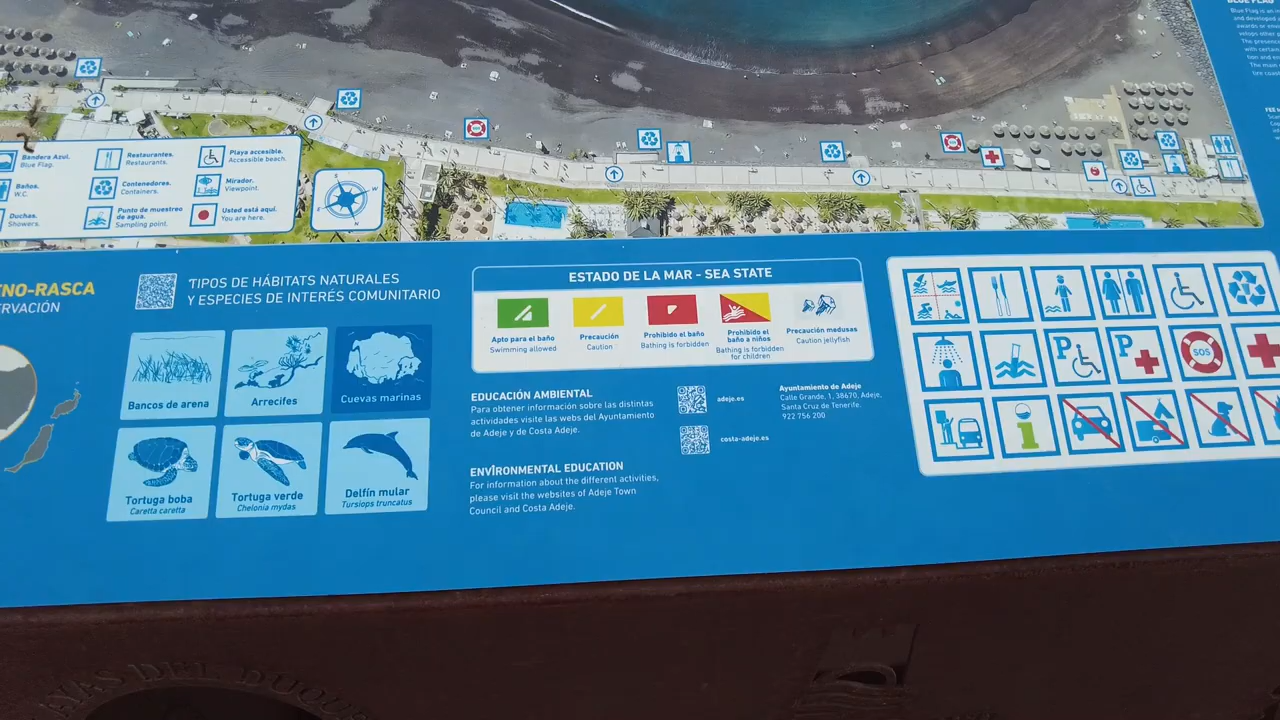 BLUE FLAG
Bandera Azul.
Blue Flag.
Baños.
W.C.
Duchas.
Showers.
Restaurantes.
Restaurants.
Contenedores.
Containers.
Punto de muestreo
de agua.
Sampling point.
Playa accesible.
Accessible beach.
Mirador.
Viewpoint.
Usted está aquí.
You are here.
S
W
N
NO-RASCA
ERVACIÓN
TIPOS DE HÁBITATS NATURALES
Y ESPECIES DE INTERÉS COMUNITARIO
Bancos de arena
Arrecifes
Cuevas marinas
Tortuga boba
Caretta caretta
Tortuga verde
Chelonia mydas
Delfín mular
Tursiops truncatus
ESTADO DE LA MAR - SEA STATE
Apto para el baño
Swimming allowed
Precaución
Caution
Prohibido el baño
Bathing is forbidden
Prohibido el
baño a niños
Bathing is forbidden
for children
Precaución medusas
Caution jellyfish
EDUCACIÓN AMBIENTAL
Para obtener información sobre las distintas
actividades visite las webs del Ayuntamiento
de Adeje y de Costa Adeje.
ENVIRONMENTAL EDUCATION
For information about the different activities,
please visit the websites of Adeje Town
Council and Costa Adeje.
adeje.es
costa-adeje.es
Ayuntamiento de Adeje
Calle Grande, 1, 38670, Adeje,
Santa Cruz de Tenerife.
922 756 200
P
P
SOS
i
AYAS DEL DUQUE